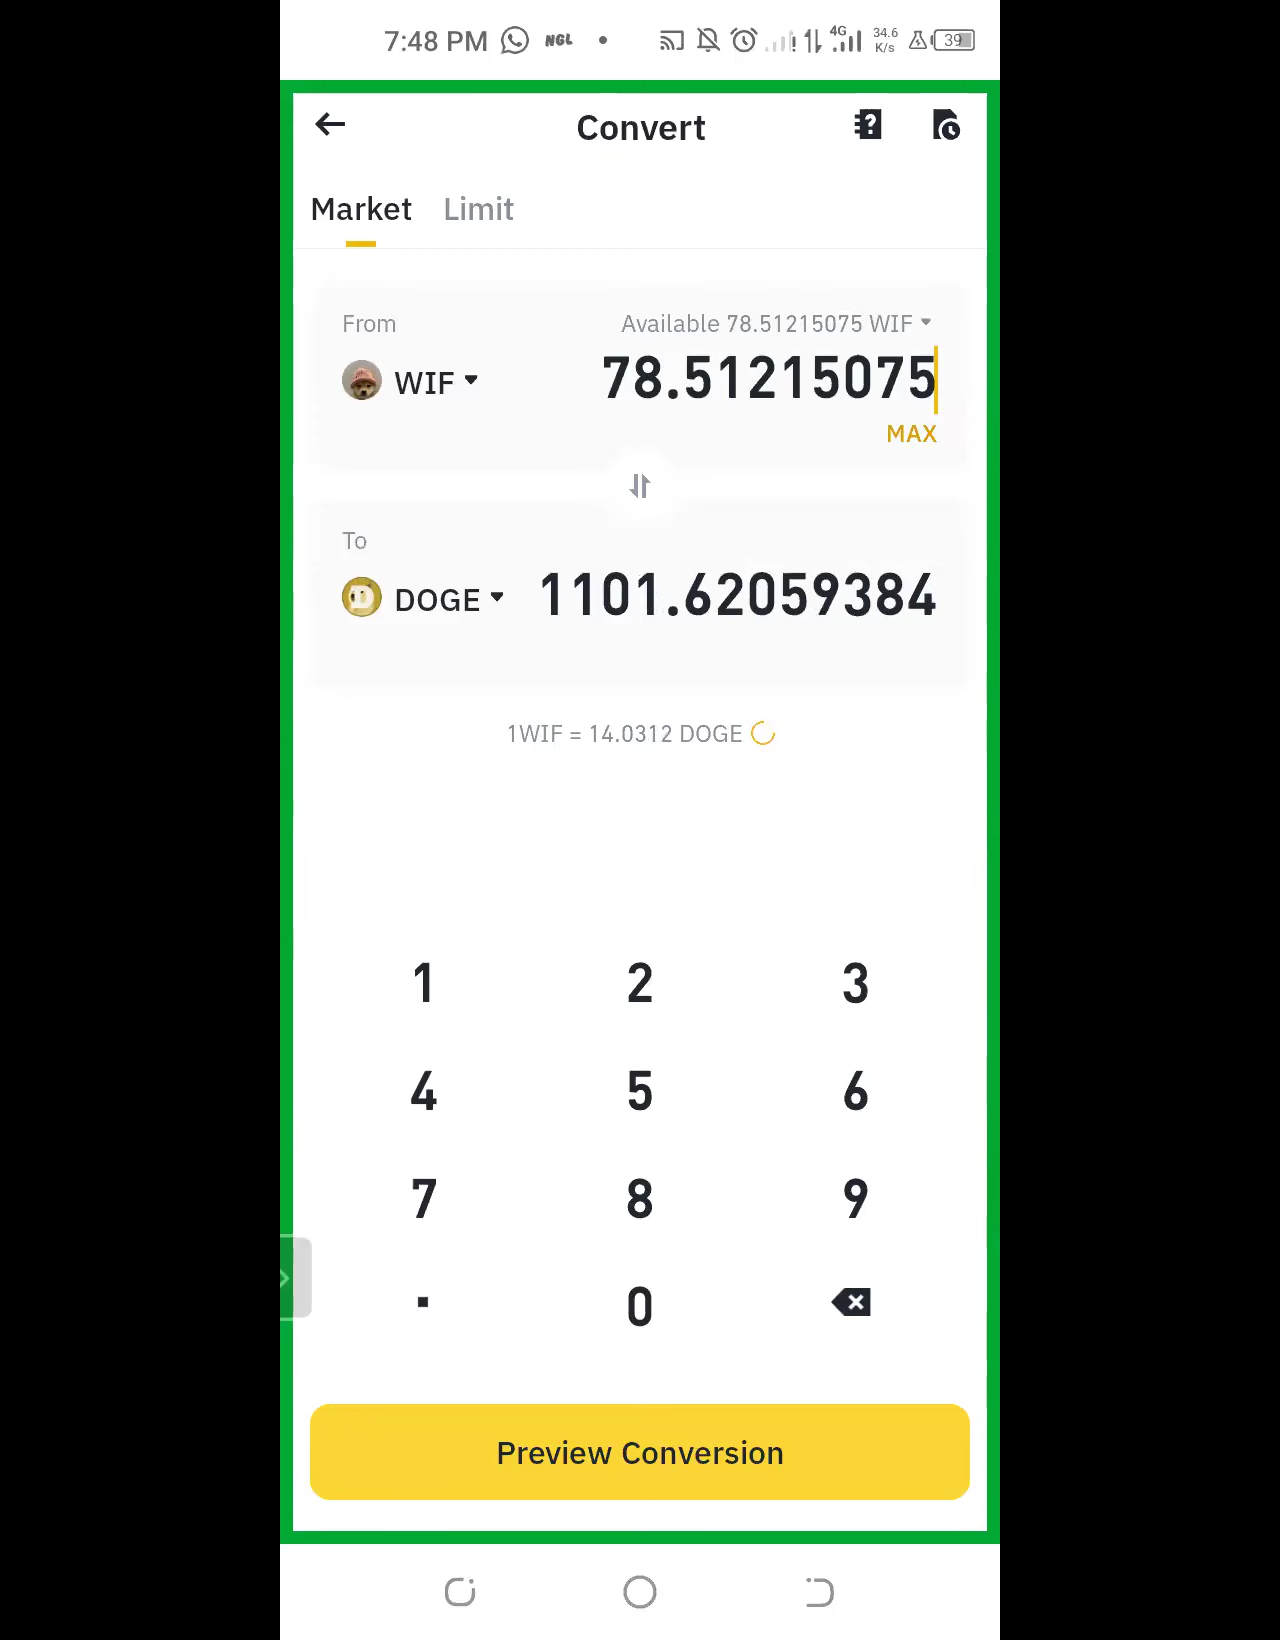 7:48 PM NGL 4G 34.6 K/s 39
Convert
Market Limit
From Available 78.51215075 WIF
WIF 78.51215075
MAX
To
DOGE 1101.62059384
1WIF = 14.0312 DOGE
1 2 3
4 5 6
7 8 9
. 0
Preview Conversion